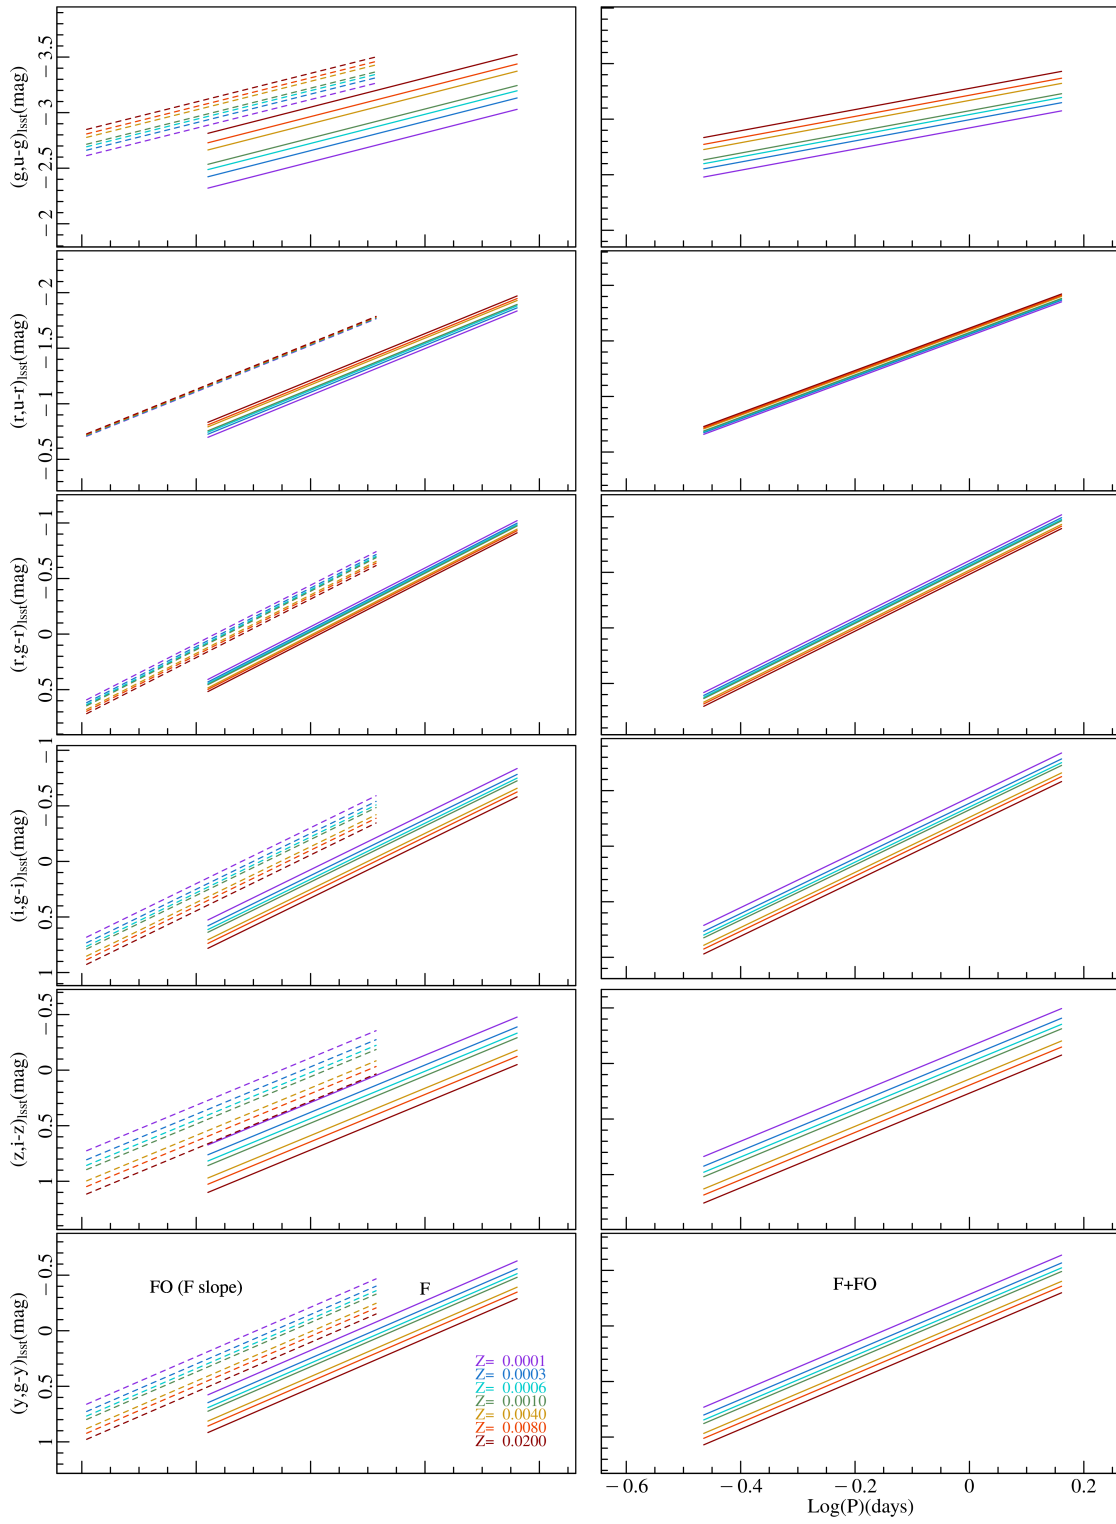 (g,u-g)lsst(mag)
−3.5
−3
−2.5
−2
(r,u-r)lsst(mag)
−2
−1.5
−1
−0.5
(r,g-r)lsst(mag)
−1
−0.5
0
0.5
(i,g-i)lsst(mag)
−1
−0.5
0
0.5
1
(z,i-z)lsst(mag)
−0.5
0
0.5
1
(y,g-y)lsst(mag)
−0.5
0
0.5
1
FO (F slope)
F
F+FO
Z= 0.0001
Z= 0.0003
Z= 0.0006
Z= 0.0010
Z= 0.0040
Z= 0.0080
Z= 0.0200
−0.6 −0.4 −0.2 0 0.2
Log(P)(days)